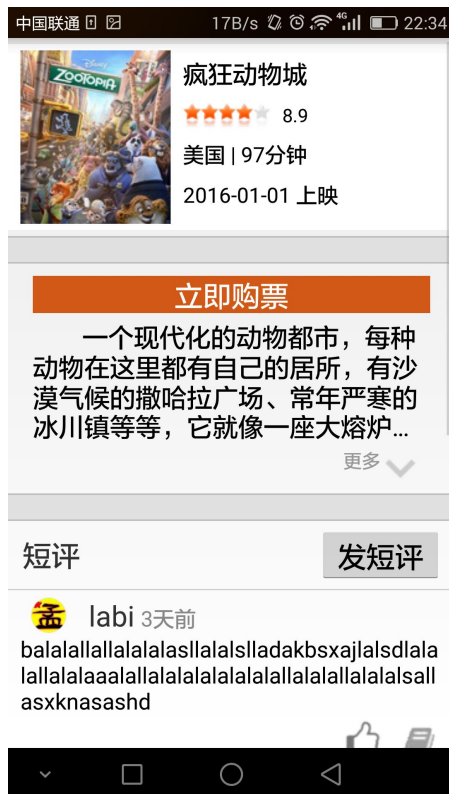 中国联通 17B/s 4G 22:34
Disney
ZOOTOPIA
疯狂动物城
8.9
美国 | 97分钟
2016-01-01 上映
立即购票
一个现代化的动物都市，每种
动物在这里都有自己的居所，有沙
漠气候的撒哈拉广场、常年严寒的
冰川镇等等，它就像一座大熔炉...
更多
短评
发短评
孟
labi 3天前
balalallallalalalasllalalslladakbsxajlalsdlala
lallalalaaalallalalalalalalalallalalallalalalsall
asxknasashd